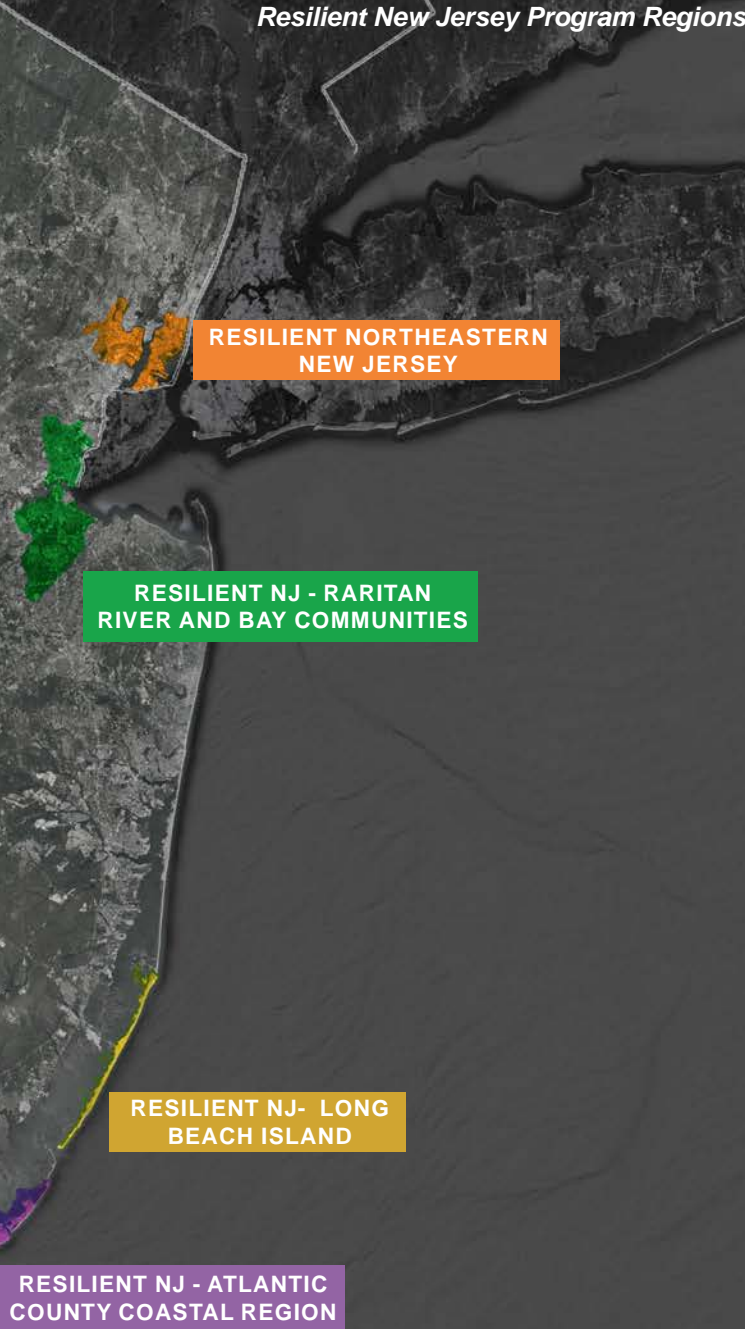 Resilient New Jersey Program Regions
RESILIENT NORTHEASTERN
NEW JERSEY
RESILIENT NJ - RARITAN
RIVER AND BAY COMMUNITIES
RESILIENT NJ- LONG
BEACH ISLAND
RESILIENT NJ - ATLANTIC
COUNTY COASTAL REGION